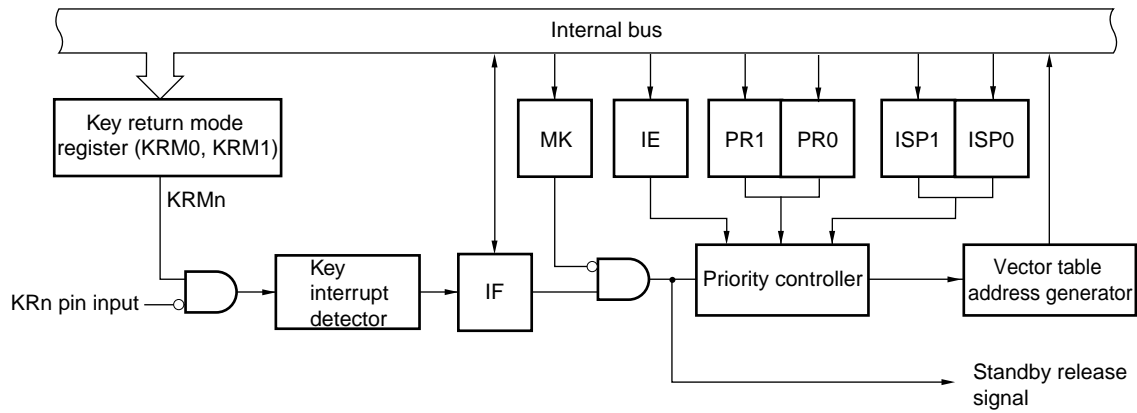 Internal bus
Key return mode
register (KRM0, KRM1)
MK
IE
PR1
PR0
ISP1
ISP0
KRMn
KRn pin input
Key
interrupt
detector
IF
Priority controller
Vector table
address generator
Standby release
signal